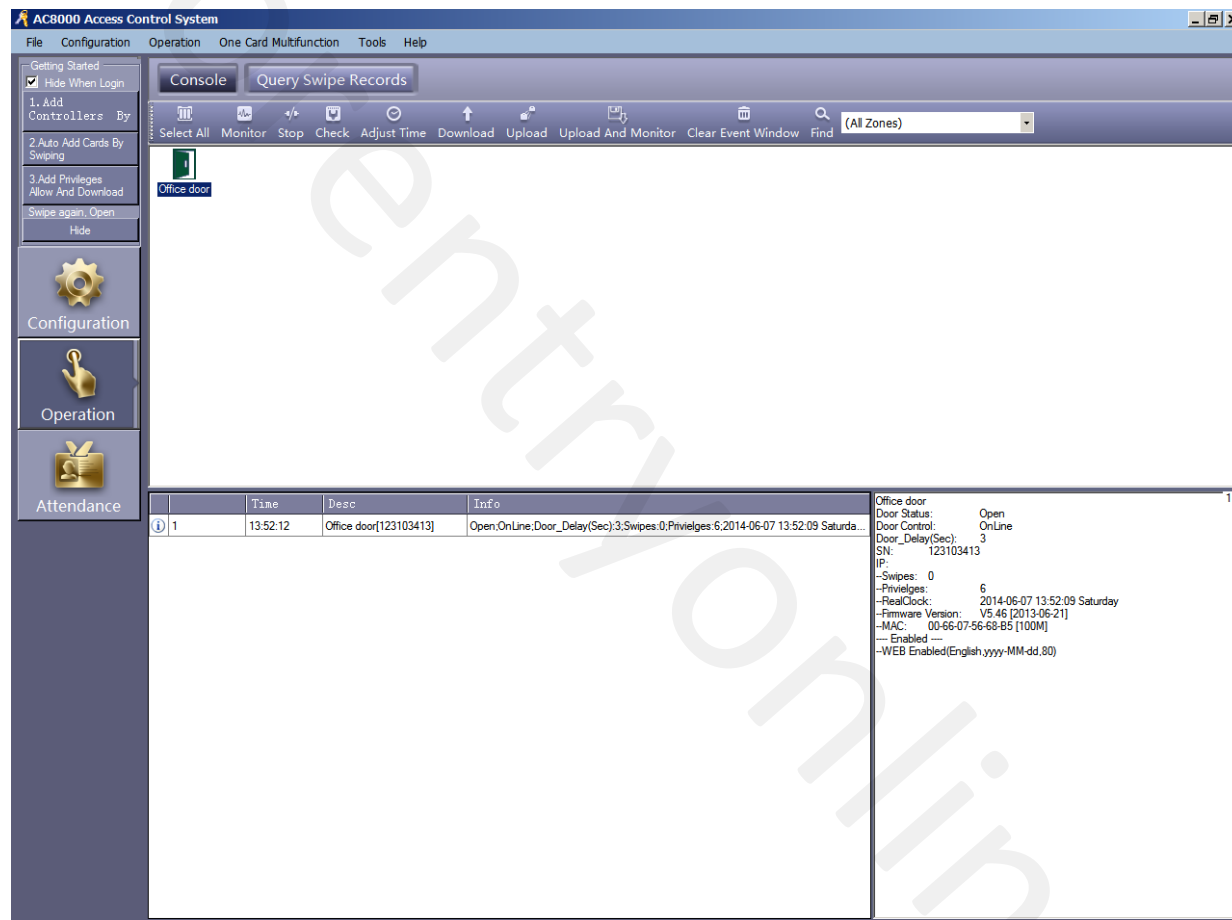 AC8000 Access Control System
File Configuration Operation One Card Multifunction Tools Help
Getting Started
Hide When Login
1.Add
Controllers By
2.Auto Add Cards By
Swiping
3.Add Privileges
Allow And Download
Swipe again, Open
Hide
Configuration
Operation
Attendance
Console Query Swipe Records
Select All Monitor Stop Check Adjust Time Download Upload Upload And Monitor Clear Event Window Find (All Zones)
Office door
Time Desc Info
1 13:52:12 Office door[123103413] Open;OnLine;Door_Delay(Sec):3;Swipes:0;Privielges:6;2014-06-07 13:52:09 Saturda...
Office door 1
Door Status: Open
Door Control: OnLine
Door_Delay(Sec): 3
SN: 123103413
IP:
--Swipes: 0
--Privielges: 6
--RealClock: 2014-06-07 13:52:09 Saturday
--Firmware Version: V5.46 [2013-06-21]
--MAC: 00-66-07-56-68-B5 [100M]
---- Enabled ----
--WEB Enabled(English,yyyy-MM-dd,80)
entryonlin